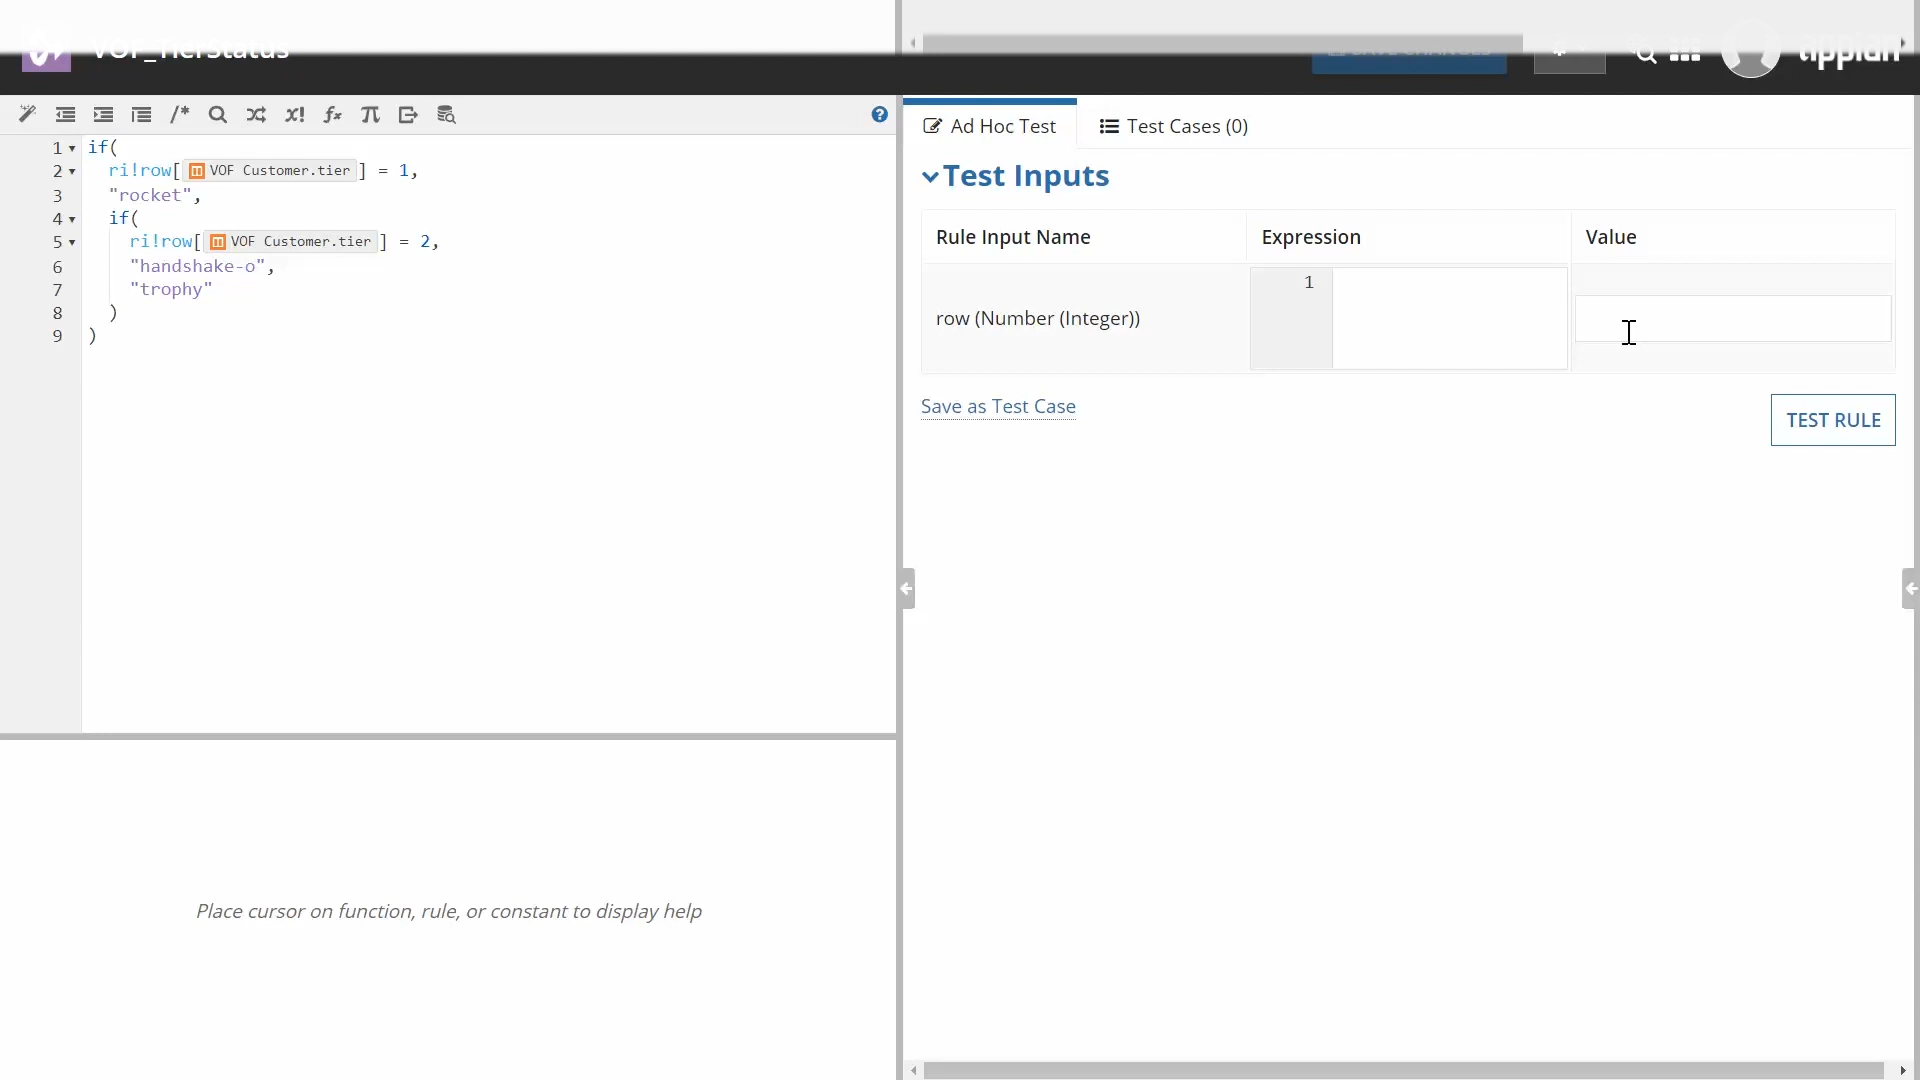 VOF_TierStatus
appian
Ad Hoc Test
Test Cases (0)
Test Inputs
Rule Input Name Expression Value
row (Number (Integer))
1
Save as Test Case
TEST RULE
1 if(
2 ri!row[ VOF Customer.tier ] = 1,
3 "rocket",
4 if(
5 ri!row[ VOF Customer.tier ] = 2,
6 "handshake-o",
7 "trophy"
8 )
9 )
Place cursor on function, rule, or constant to display help